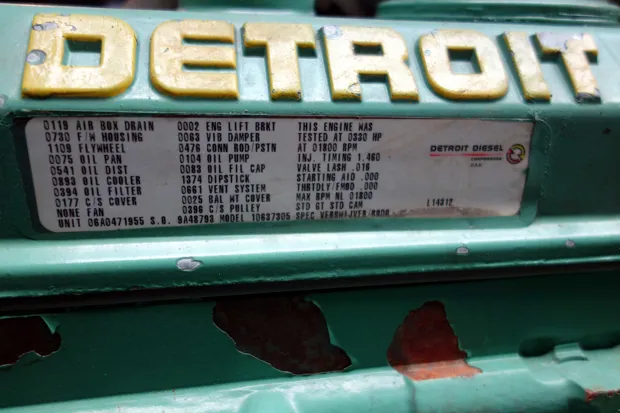 DETROIT
0119 AIR BOX DRAIN 0002 ENG LIFT BRKT THIS ENGINE WAS
0730 F/W HOUSING 0063 VIB DAMPER TESTED AT 0330 HP
1109 FLYWHEEL 0476 CONN ROD/PSTN AT 01800 RPM
0075 OIL PAN 0104 OIL PUMP INJ. TIMING 1.460
0541 OIL DIST 0083 OIL FIL CAP VALVE LASH .016
0893 OIL COOLER 1374 DIPSTICK STARTING AID .000
0394 OIL FILTER 0661 VENT SYSTEM THRTDLY/FMBO .000
0177 C/S COVER 0025 BAL WT COVER MAX RPM NL 01800
NONE FAN 0396 C/S PULLEY STD GT STD CAM
UNIT 06A0471955 S.O. 9A48793 MODEL 10637305 SPEC
DETROIT DIESEL
CORPORATION
L14312